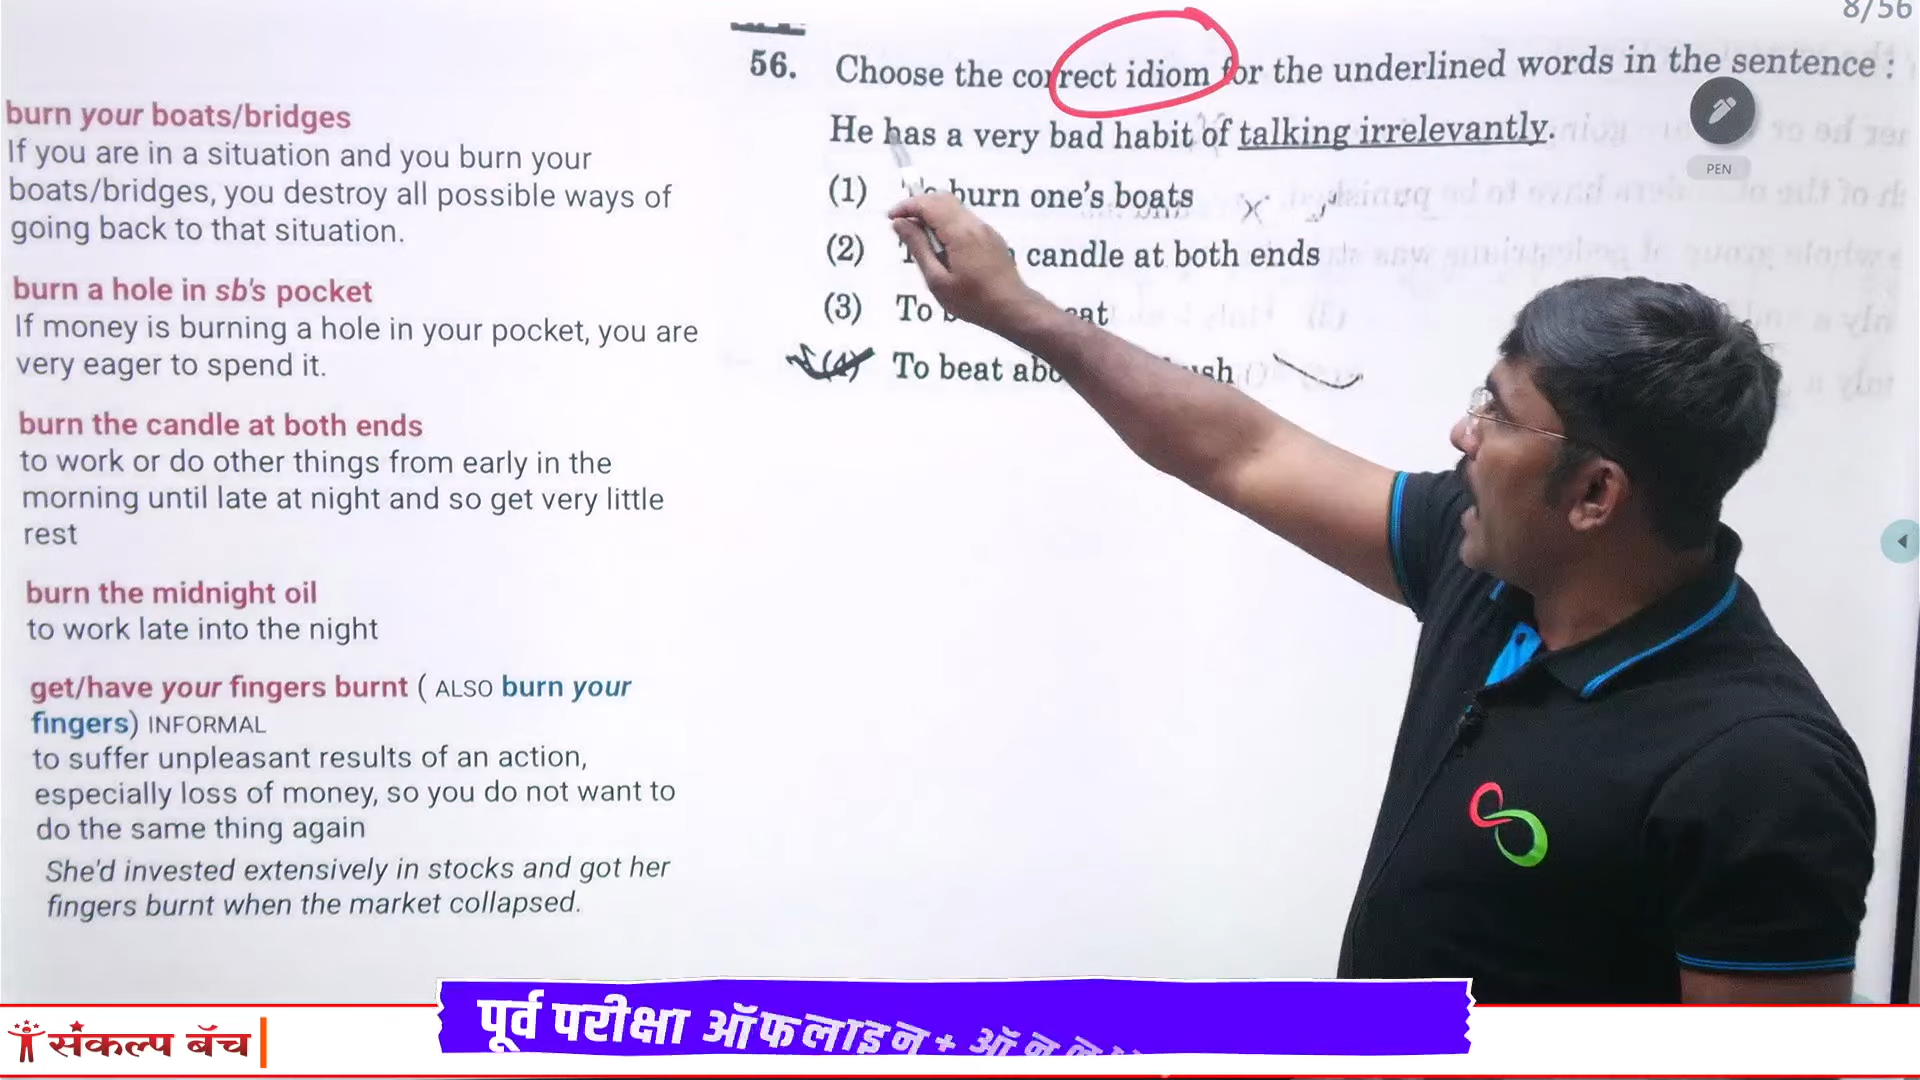 8/56
56. Choose the correct idiom for the underlined words in the sentence :
He has a very bad habit of talking irrelevantly.
(1) burn one's boats
(2) candle at both ends
(3) To
(4) To beat
PEN
burn your boats/bridges
If you are in a situation and you burn your
boats/bridges, you destroy all possible ways of
going back to that situation.
burn a hole in sb's pocket
If money is burning a hole in your pocket, you are
very eager to spend it.
burn the candle at both ends
to work or do other things from early in the
morning until late at night and so get very little
rest
burn the midnight oil
to work late into the night
get/have your fingers burnt ( ALSO burn your
fingers) INFORMAL
to suffer unpleasant results of an action,
especially loss of money, so you do not want to
do the same thing again
She'd invested extensively in stocks and got her
fingers burnt when the market collapsed.
पूर्व परीक्षा ऑफलाइन + ऑनला
संकल्प बॅच